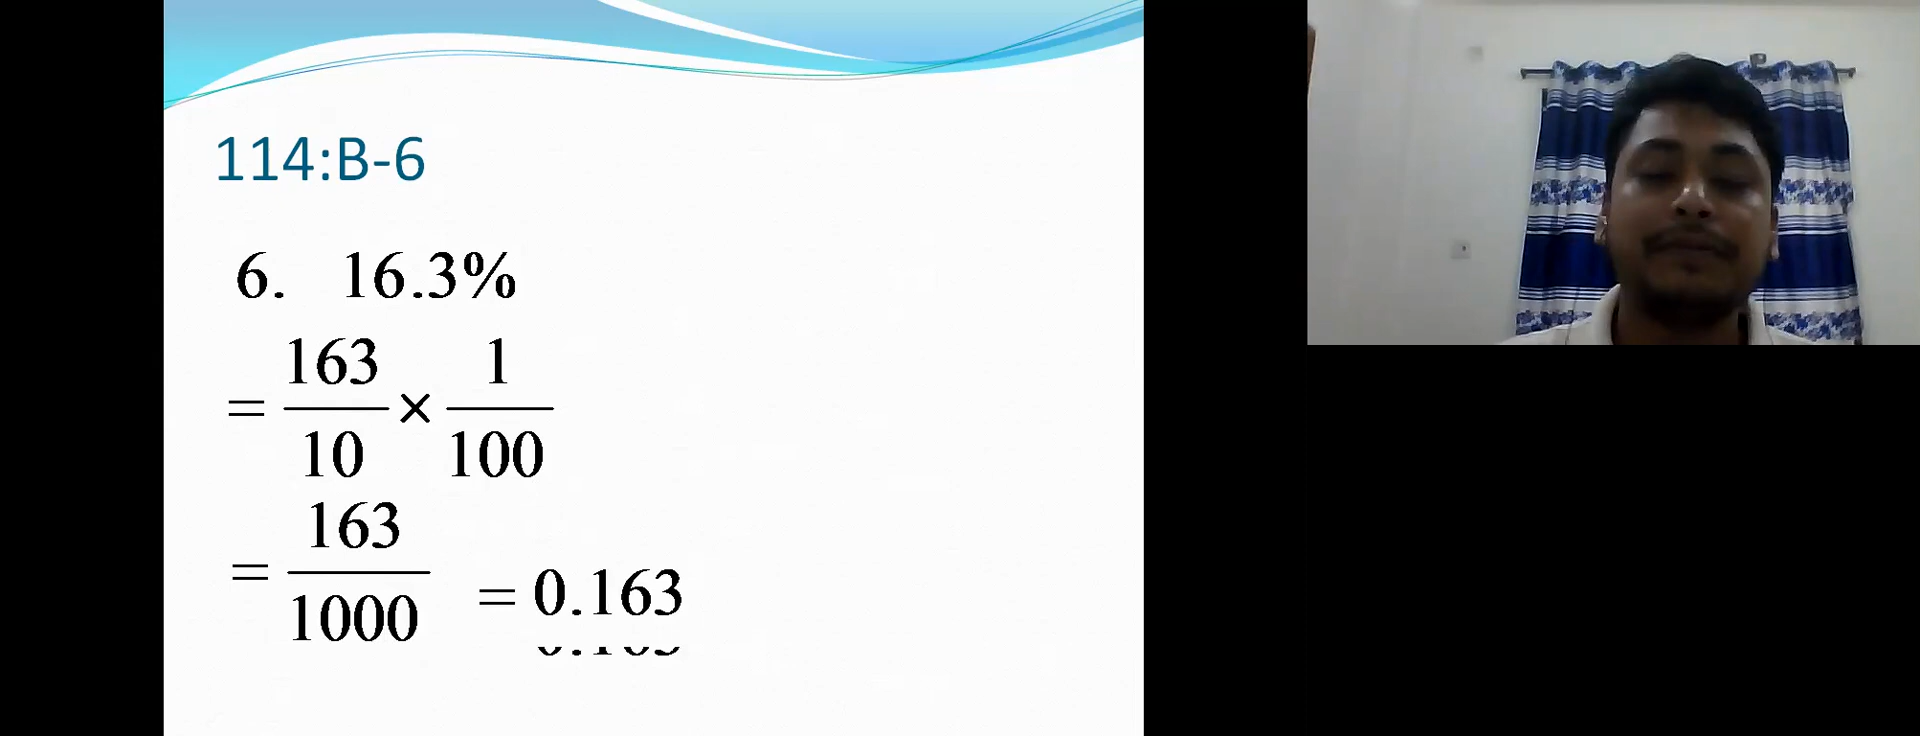 114:B-6
6. 16.3%
= 163/10 × 1/100
= 163/1000 = 0.163